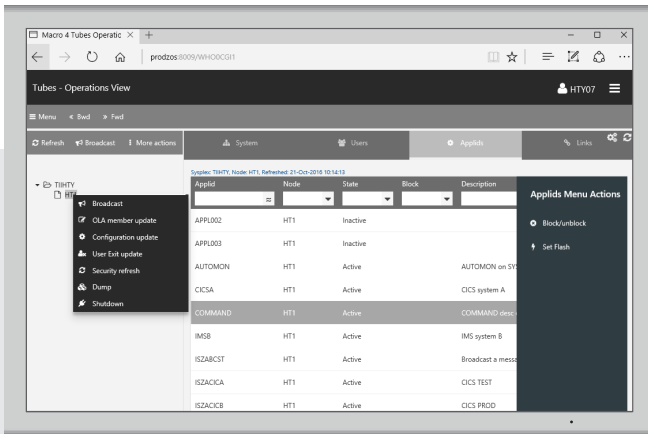 Macro 4 Tubes Operatic
prodzos:8009/WHO0CGI1
Tubes - Operations View
HTY07
Menu « Bwd » Fwd
Refresh Broadcast More actions System Users Applids Links
Sysplex: TIIHTY, Node: HT1, Refreshed: 21-Oct-2016 10:14:13
TIIHTY
Broadcast
OLA member update
Configuration update
User Exit update
Security refresh
Dump
Shutdown
Applid Node State Block Description
=
APPL002 HT1 Inactive
APPL003 HT1 Inactive
AUTOMON HT1 Active AUTOMON on SY
CICSA HT1 Active CICS system A
COMMAND HT1 Active COMMAND desc
IMSB HT1 Active IMS system B
ISZABCST HT1 Active Broadcast a messa
ISZACICA HT1 Active CICS TEST
ISZACICB HT1 Active CICS PROD
Applids Menu Actions
Block/unblock
Set Flash